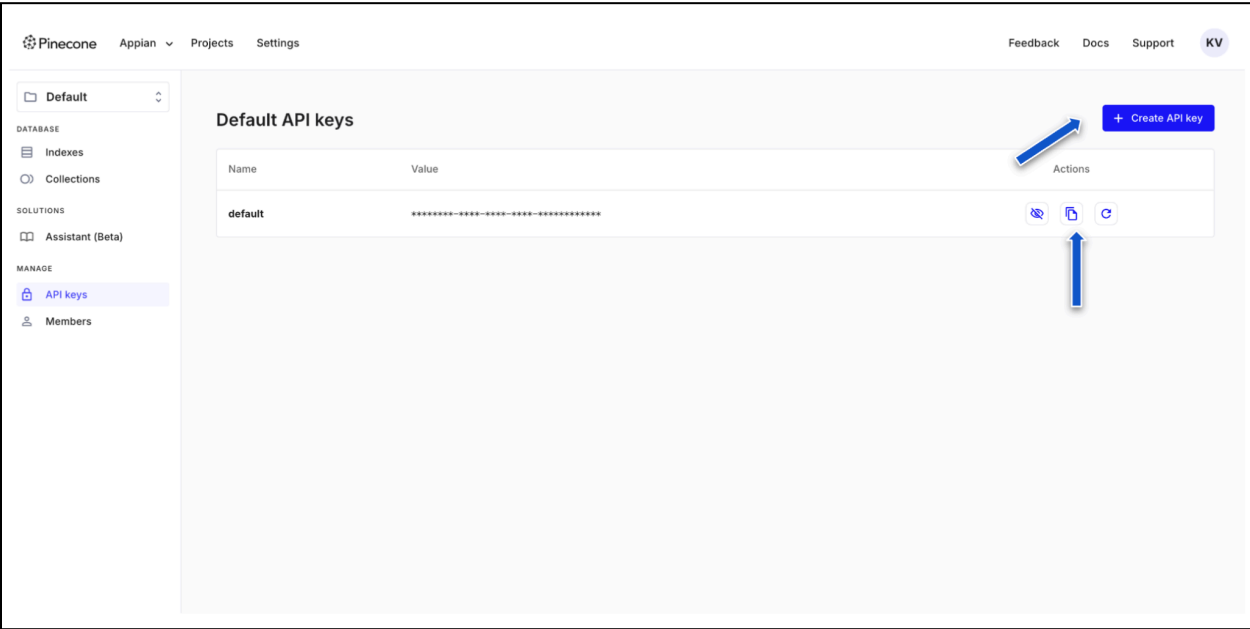 Pinecone Appian Projects Settings Feedback Docs Support KV
Default
DATABASE
Indexes
Collections
SOLUTIONS
Assistant (Beta)
MANAGE
API keys
Members
Default API keys
+ Create API key
Name Value Actions
default ********-****-****-****-************